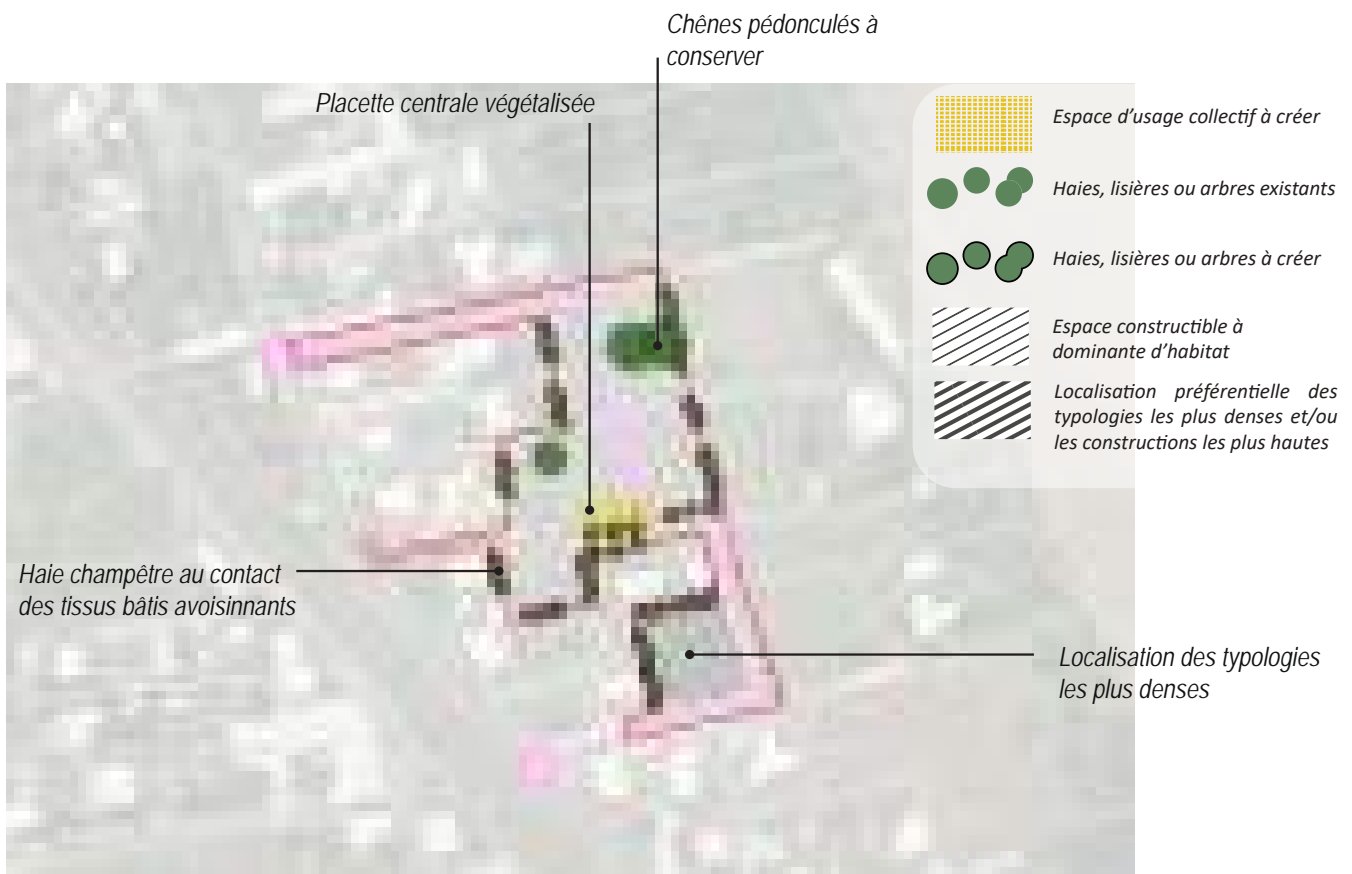 Chênes pédonculés à
conserver
Placette centrale végétalisée
Espace d'usage collectif à créer
Haies, lisières ou arbres existants
Haies, lisières ou arbres à créer
Espace constructible à
dominante d'habitat
Localisation préférentielle des
typologies les plus denses et/ou
les constructions les plus hautes
Haie champêtre au contact
des tissus bâtis avoisinnants
Localisation des typologies
les plus denses